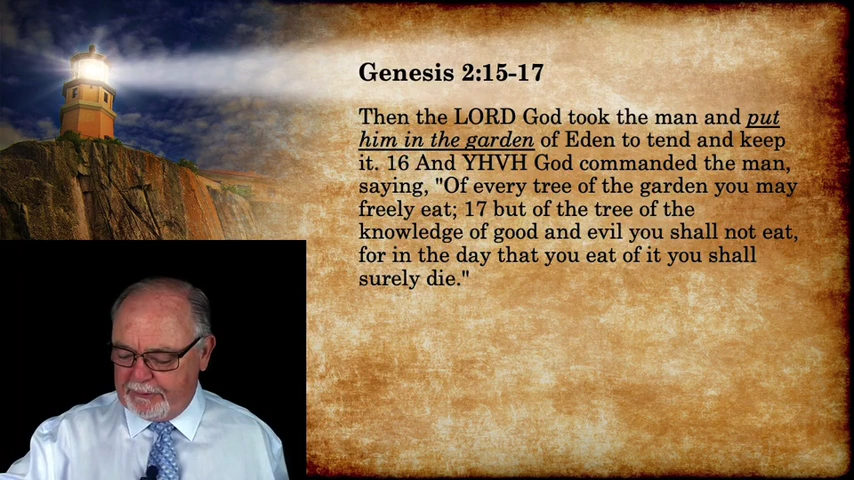 Genesis 2:15-17
Then the LORD God took the man and put
him in the garden of Eden to tend and keep
it. 16 And YHVH God commanded the man,
saying, "Of every tree of the garden you may
freely eat; 17 but of the tree of the
knowledge of good and evil you shall not eat,
for in the day that you eat of it you shall
surely die."